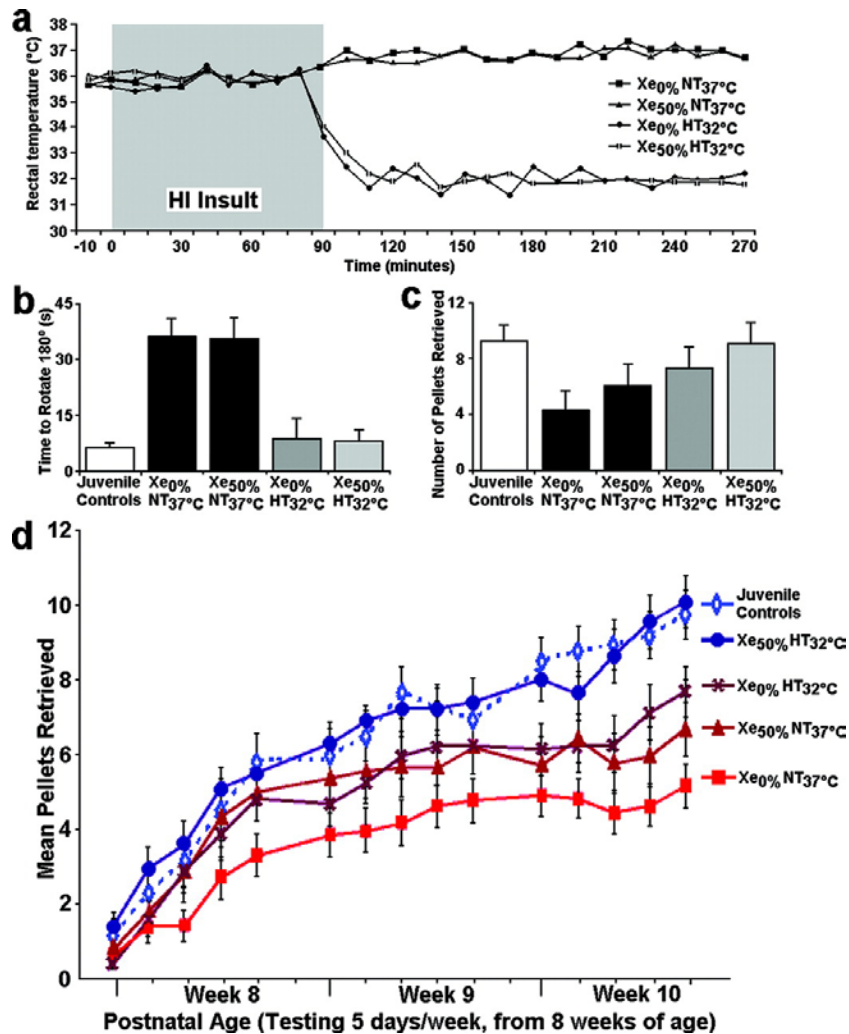 a
38
37
36
35
34
33
32
31
30
Rectal temperature (°C)
HI Insult
Xe0% NT37°C
Xe50% NT37°C
Xe0% HT32°C
Xe50% HT32°C
-10 0 30 60 90 120 150 180 210 240 270
Time (minutes)
b
45
30
15
0
Time to Rotate 180º (s)
Juvenile Controls
Xe0% NT37°C
Xe50% NT37°C
Xe0% HT32°C
Xe50% HT32°C
c
12
8
4
0
Number of Pellets Retrieved
Juvenile Controls
Xe0% NT37°C
Xe50% NT37°C
Xe0% HT32°C
Xe50% HT32°C
d
12
10
8
6
4
2
0
Mean Pellets Retrieved
Juvenile
Controls
Xe50% HT32°C
Xe0% HT32°C
Xe50% NT37°C
Xe0% NT37°C
Week 8 Week 9 Week 10
Postnatal Age (Testing 5 days/week, from 8 weeks of age)